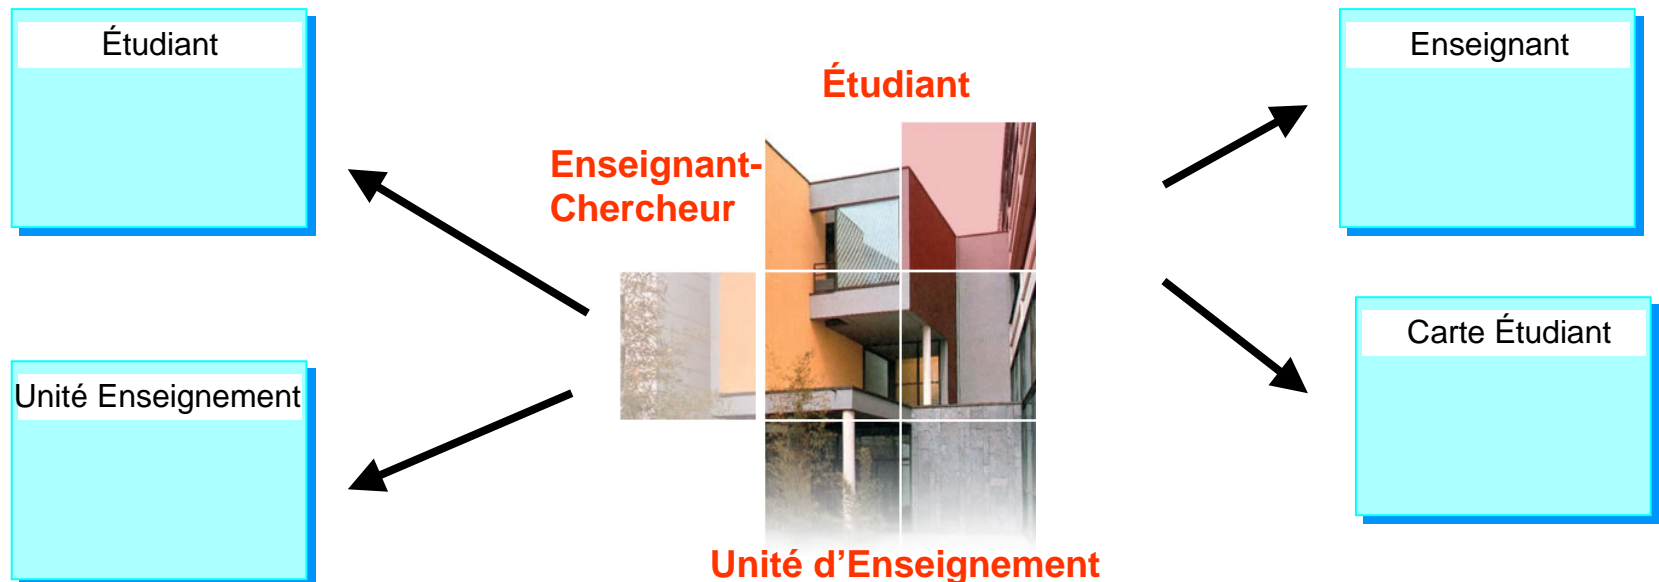 Étudiant
Enseignant
Étudiant
Enseignant-
Chercheur
Carte Étudiant
Unité Enseignement
Unité d’Enseignement